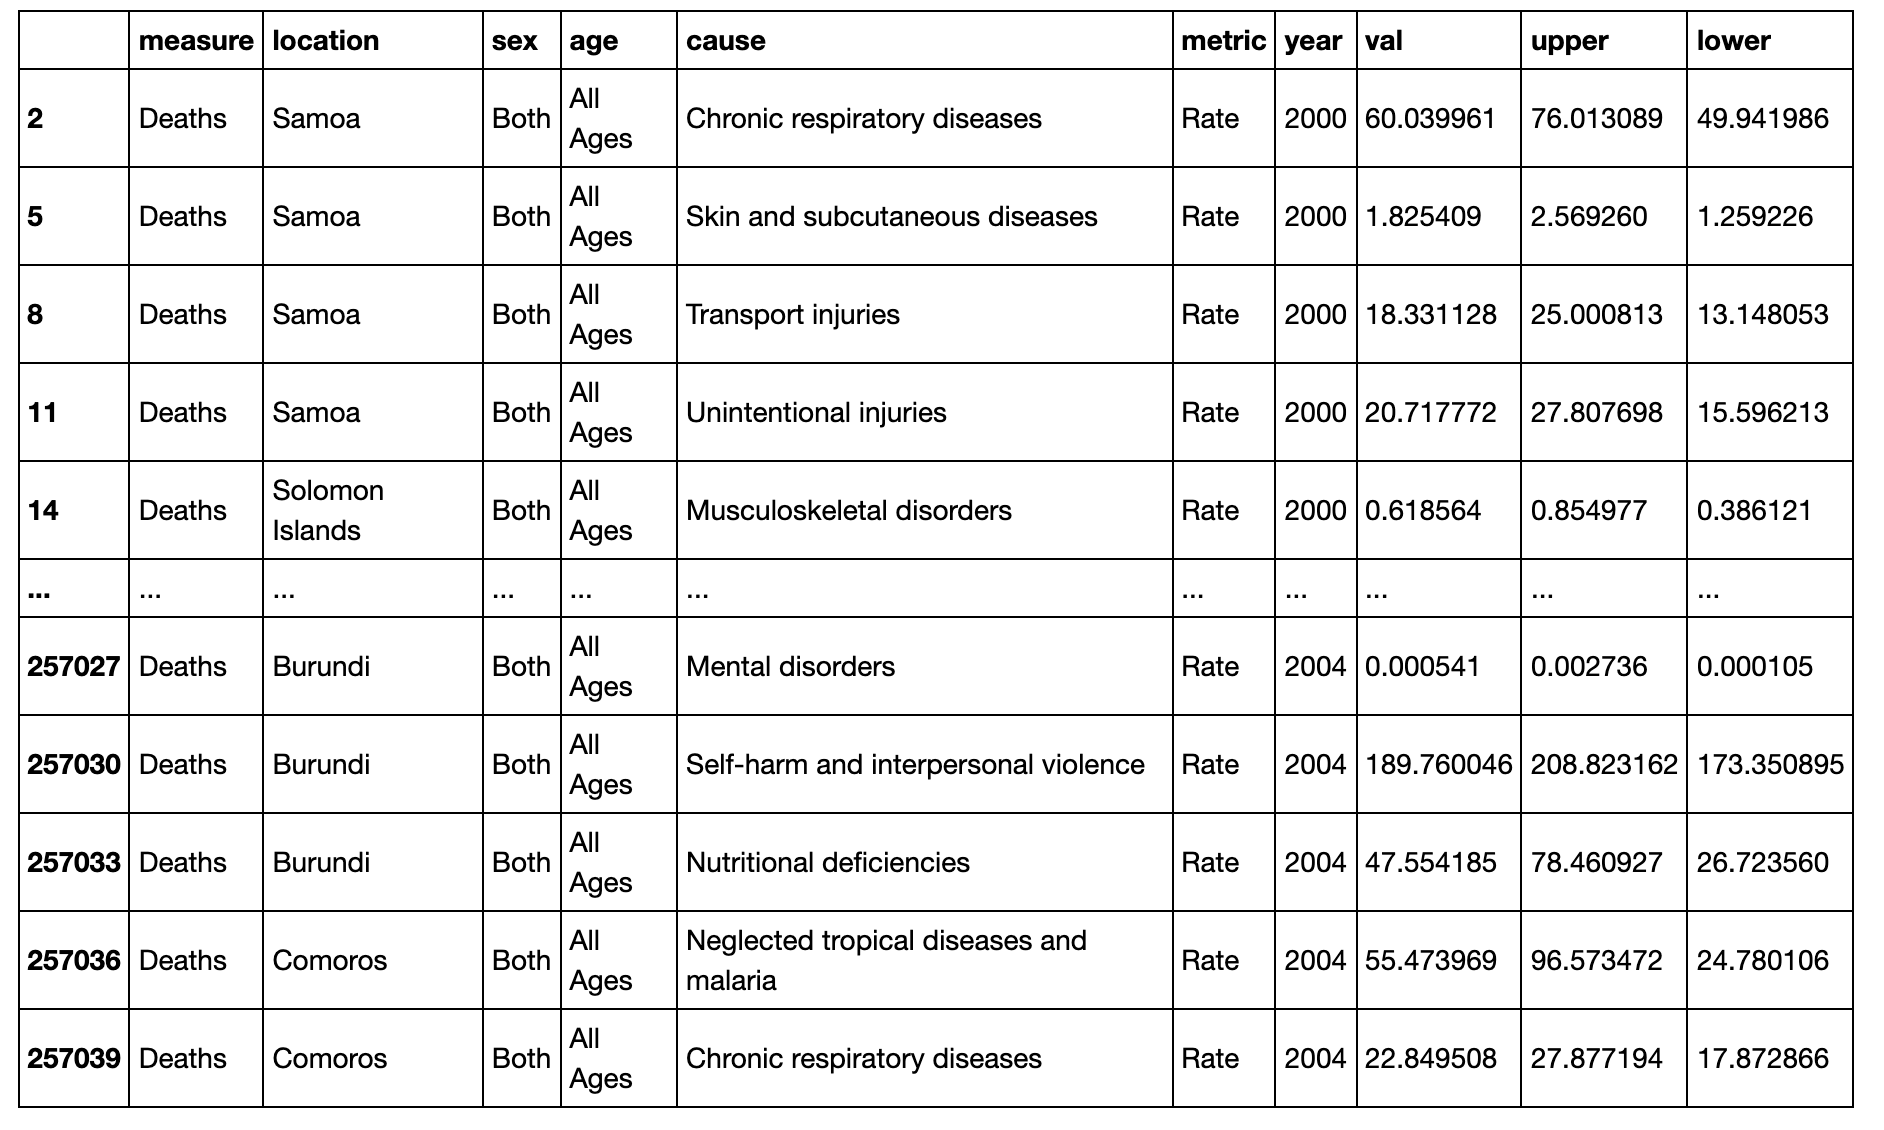 measure location sex age cause metric year val upper lower
2 Deaths Samoa Both All Ages Chronic respiratory diseases Rate 2000 60.039961 76.013089 49.941986
5 Deaths Samoa Both All Ages Skin and subcutaneous diseases Rate 2000 1.825409 2.569260 1.259226
8 Deaths Samoa Both All Ages Transport injuries Rate 2000 18.331128 25.000813 13.148053
11 Deaths Samoa Both All Ages Unintentional injuries Rate 2000 20.717772 27.807698 15.596213
14 Deaths Solomon Islands Both All Ages Musculoskeletal disorders Rate 2000 0.618564 0.854977 0.386121
... ... ... ... ... ... ... ... ... ... ...
257027 Deaths Burundi Both All Ages Mental disorders Rate 2004 0.000541 0.002736 0.000105
257030 Deaths Burundi Both All Ages Self-harm and interpersonal violence Rate 2004 189.760046 208.823162 173.350895
257033 Deaths Burundi Both All Ages Nutritional deficiencies Rate 2004 47.554185 78.460927 26.723560
257036 Deaths Comoros Both All Ages Neglected tropical diseases and malaria Rate 2004 55.473969 96.573472 24.780106
257039 Deaths Comoros Both All Ages Chronic respiratory diseases Rate 2004 22.849508 27.877194 17.872866